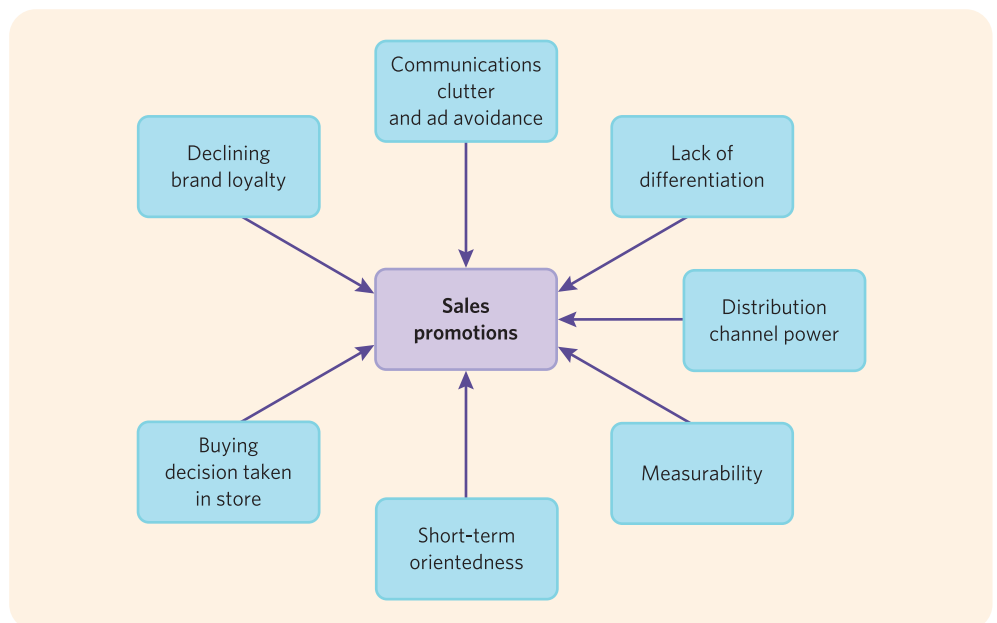 Communications
clutter
and ad avoidance
Declining
brand loyalty
Lack of
differentiation
Sales
promotions
Distribution
channel power
Buying
decision taken
in store
Measurability
Short-term
orientedness